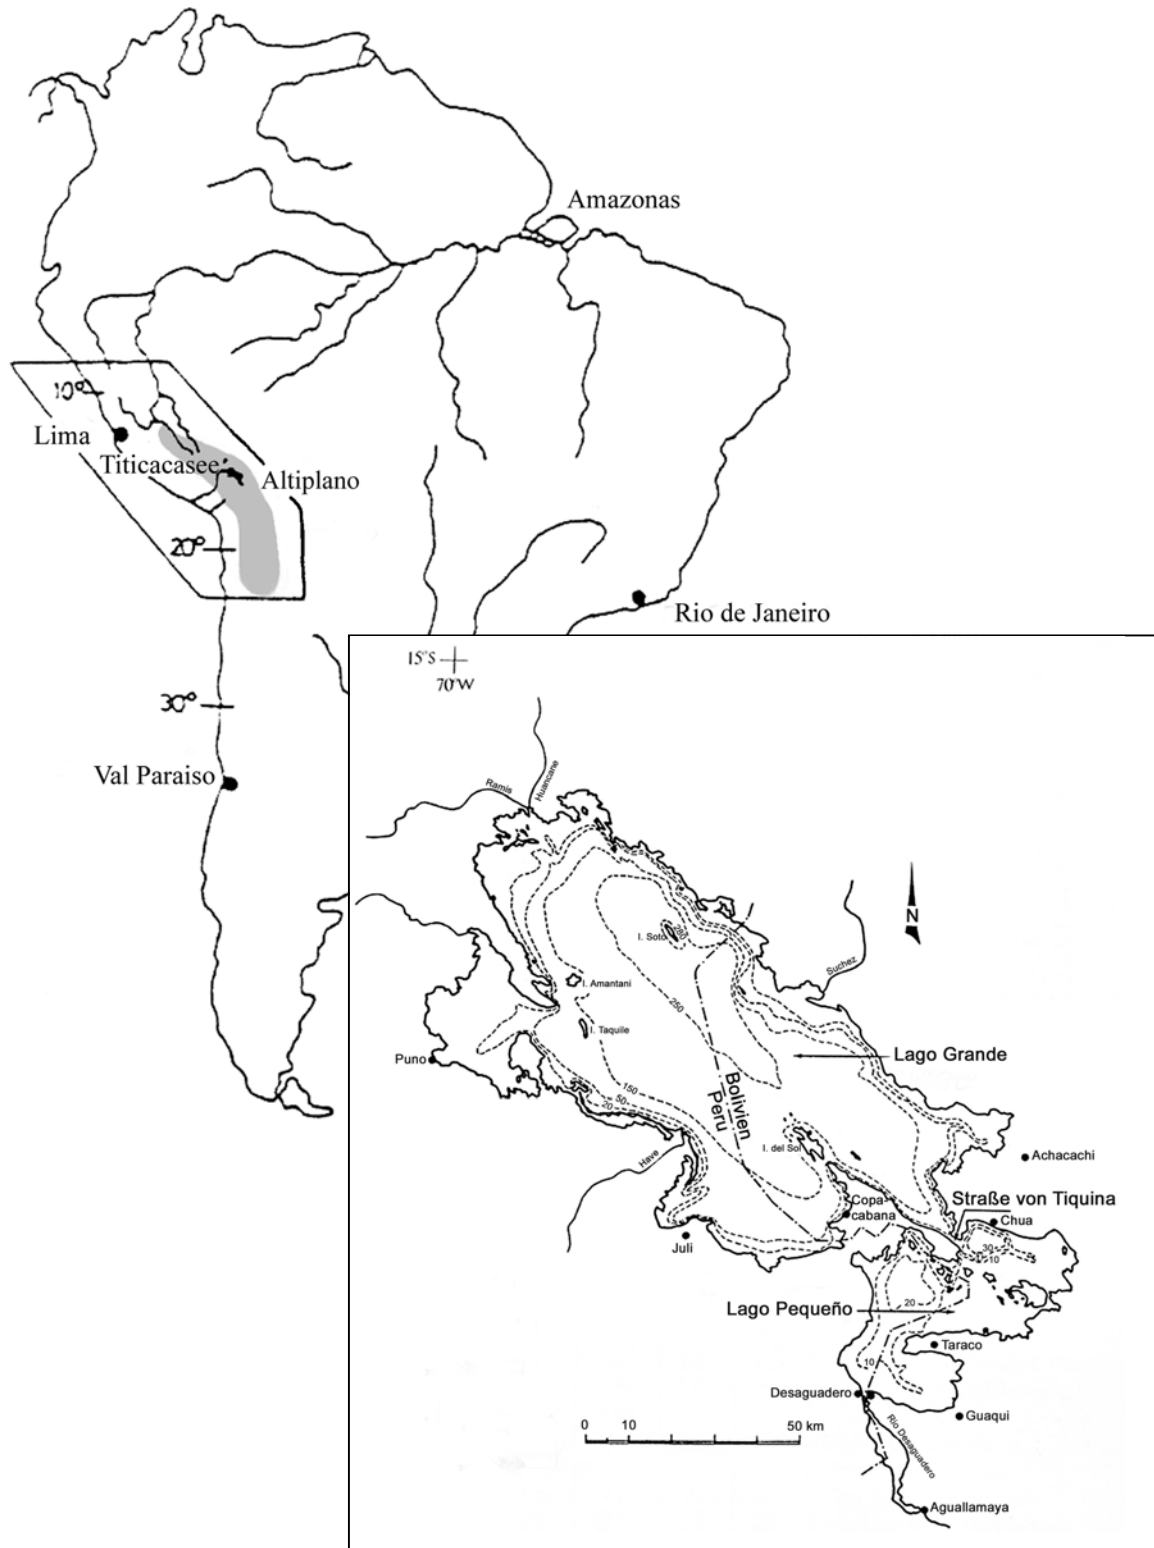 Amazonas
10°
Lima
Titicacasee
Altiplano
20°
Rio de Janeiro
30°
Val Paraiso
15°S
70°W
Ramis
Huancane
N
I. Soto
280
Suchez
I. Amantani
250
I. Taquile
Puno
Lago Grande
150
50
20
Bolivien
Peru
I. del Sol
Have
Achacachi
Copa-
cabana
Straße von Tiquina
Chua
Juli
30
10
20
Lago Pequeño
Taraco
10
Desaguadero
Guaqui
0 10 50 km
Rio Desaguadero
Aguallamaya